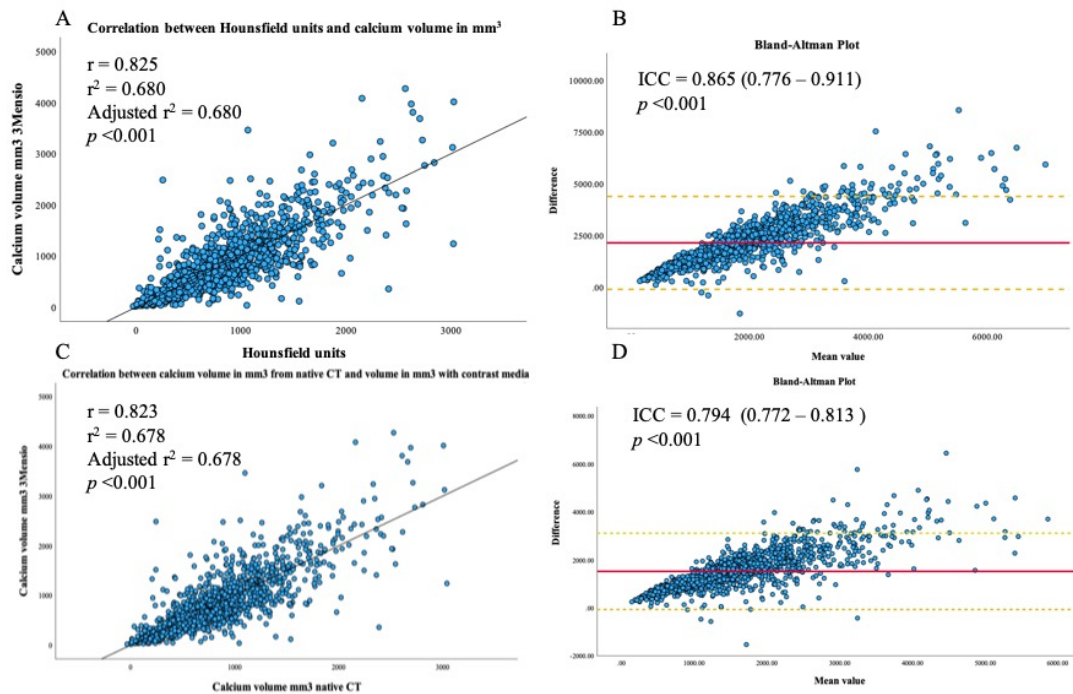 A
Correlation between Hounsfield units and calcium volume in mm³
r = 0.825
r² = 0.680
Adjusted r² = 0.680
p <0.001
Calcium volume mm3 3Mensio
5000
4000
3000
2000
1000
0
0 1000 2000 3000
Hounsfield units
B
Bland-Altman Plot
ICC = 0.865 (0.776 – 0.911)
p <0.001
Difference
10000.00
7500.00
5000.00
2500.00
.00
2000.00 4000.00 6000.00
Mean value
C
Correlation between calcium volume in mm3 from native CT and volume in mm3 with contrast media
r = 0.823
r² = 0.678
Adjusted r² = 0.678
p <0.001
Calcium volume mm3 3Mensio
5000
4000
3000
2000
1000
0
0 1000 2000 3000
Calcium volume mm3 native CT
D
Bland-Altman Plot
ICC = 0.794 (0.772 – 0.813 )
p <0.001
Difference
8000.00
6000.00
4000.00
2000.00
.00
-2000.00
.00 1000.00 2000.00 3000.00 4000.00 5000.00 6000.00
Mean value